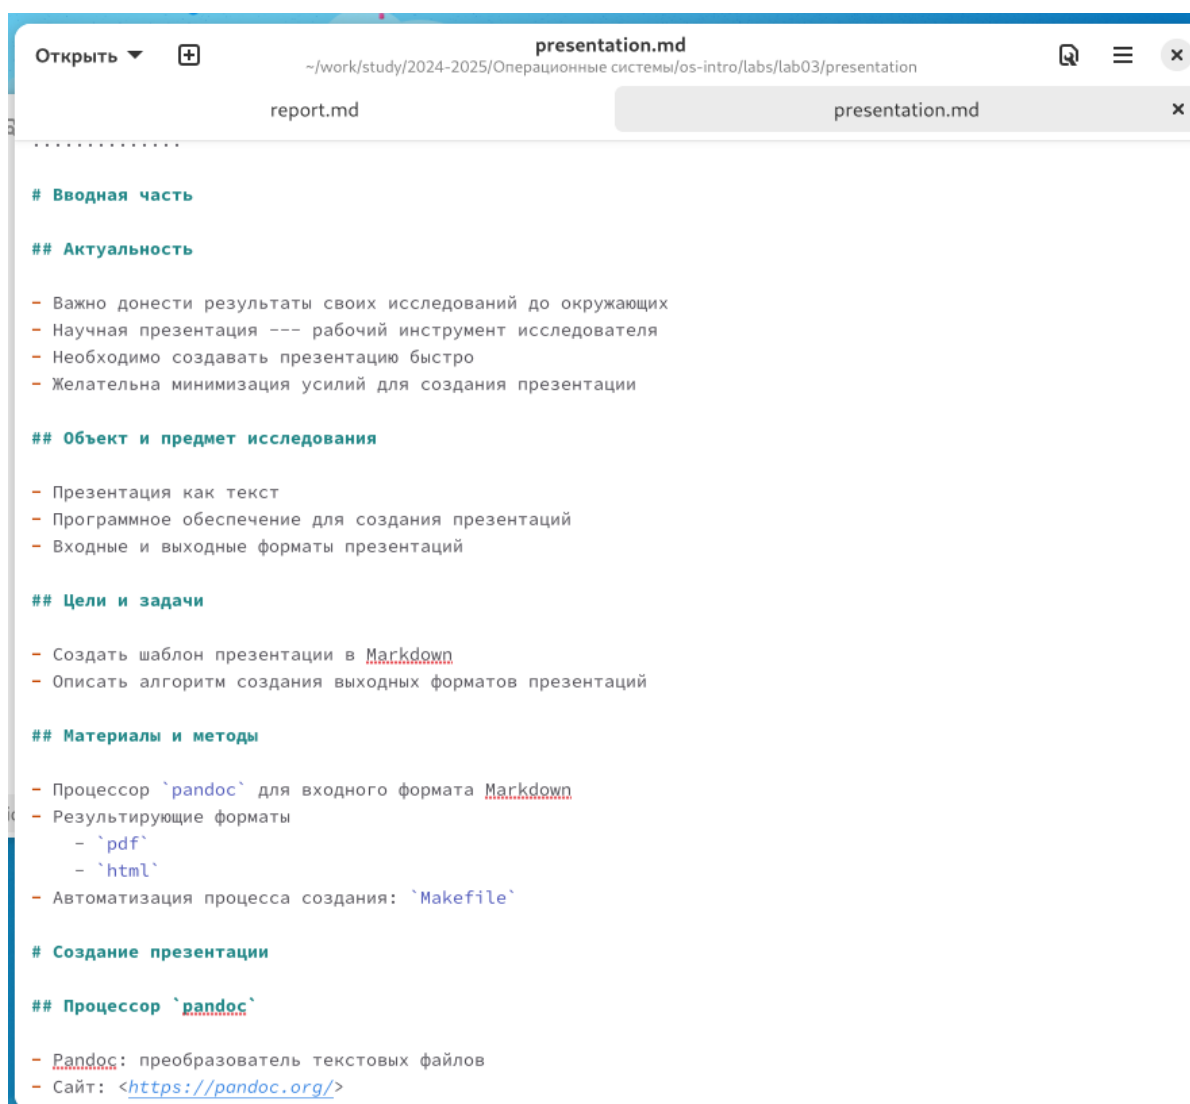 Открыть
presentation.md
~/work/study/2024-2025/Операционные системы/os-intro/labs/lab03/presentation
report.md
presentation.md
..............
# Вводная часть
## Актуальность
- Важно донести результаты своих исследований до окружающих
- Научная презентация --- рабочий инструмент исследователя
- Необходимо создавать презентацию быстро
- Желательна минимизация усилий для создания презентации
## Объект и предмет исследования
- Презентация как текст
- Программное обеспечение для создания презентаций
- Входные и выходные форматы презентаций
## Цели и задачи
- Создать шаблон презентации в Markdown
- Описать алгоритм создания выходных форматов презентаций
## Материалы и методы
- Процессор `pandoc` для входного формата Markdown
- Результирующие форматы
    - `pdf`
    - `html`
- Автоматизация процесса создания: `Makefile`
# Создание презентации
## Процессор `pandoc`
- Pandoc: преобразователь текстовых файлов
- Сайт: <https://pandoc.org/>